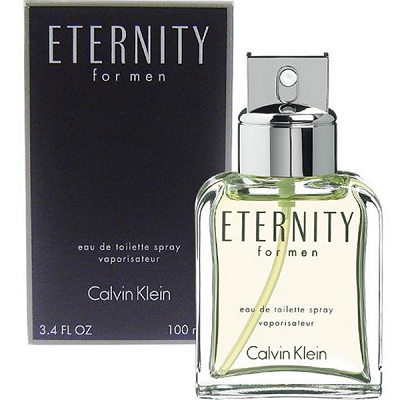 ETERNITY
for men
eau de toilette spray
vaporisateur
Calvin Klein
3.4 FL OZ 100 m
ETERNITY
for men
eau de toilette spray
vaporisateur
Calvin Klein